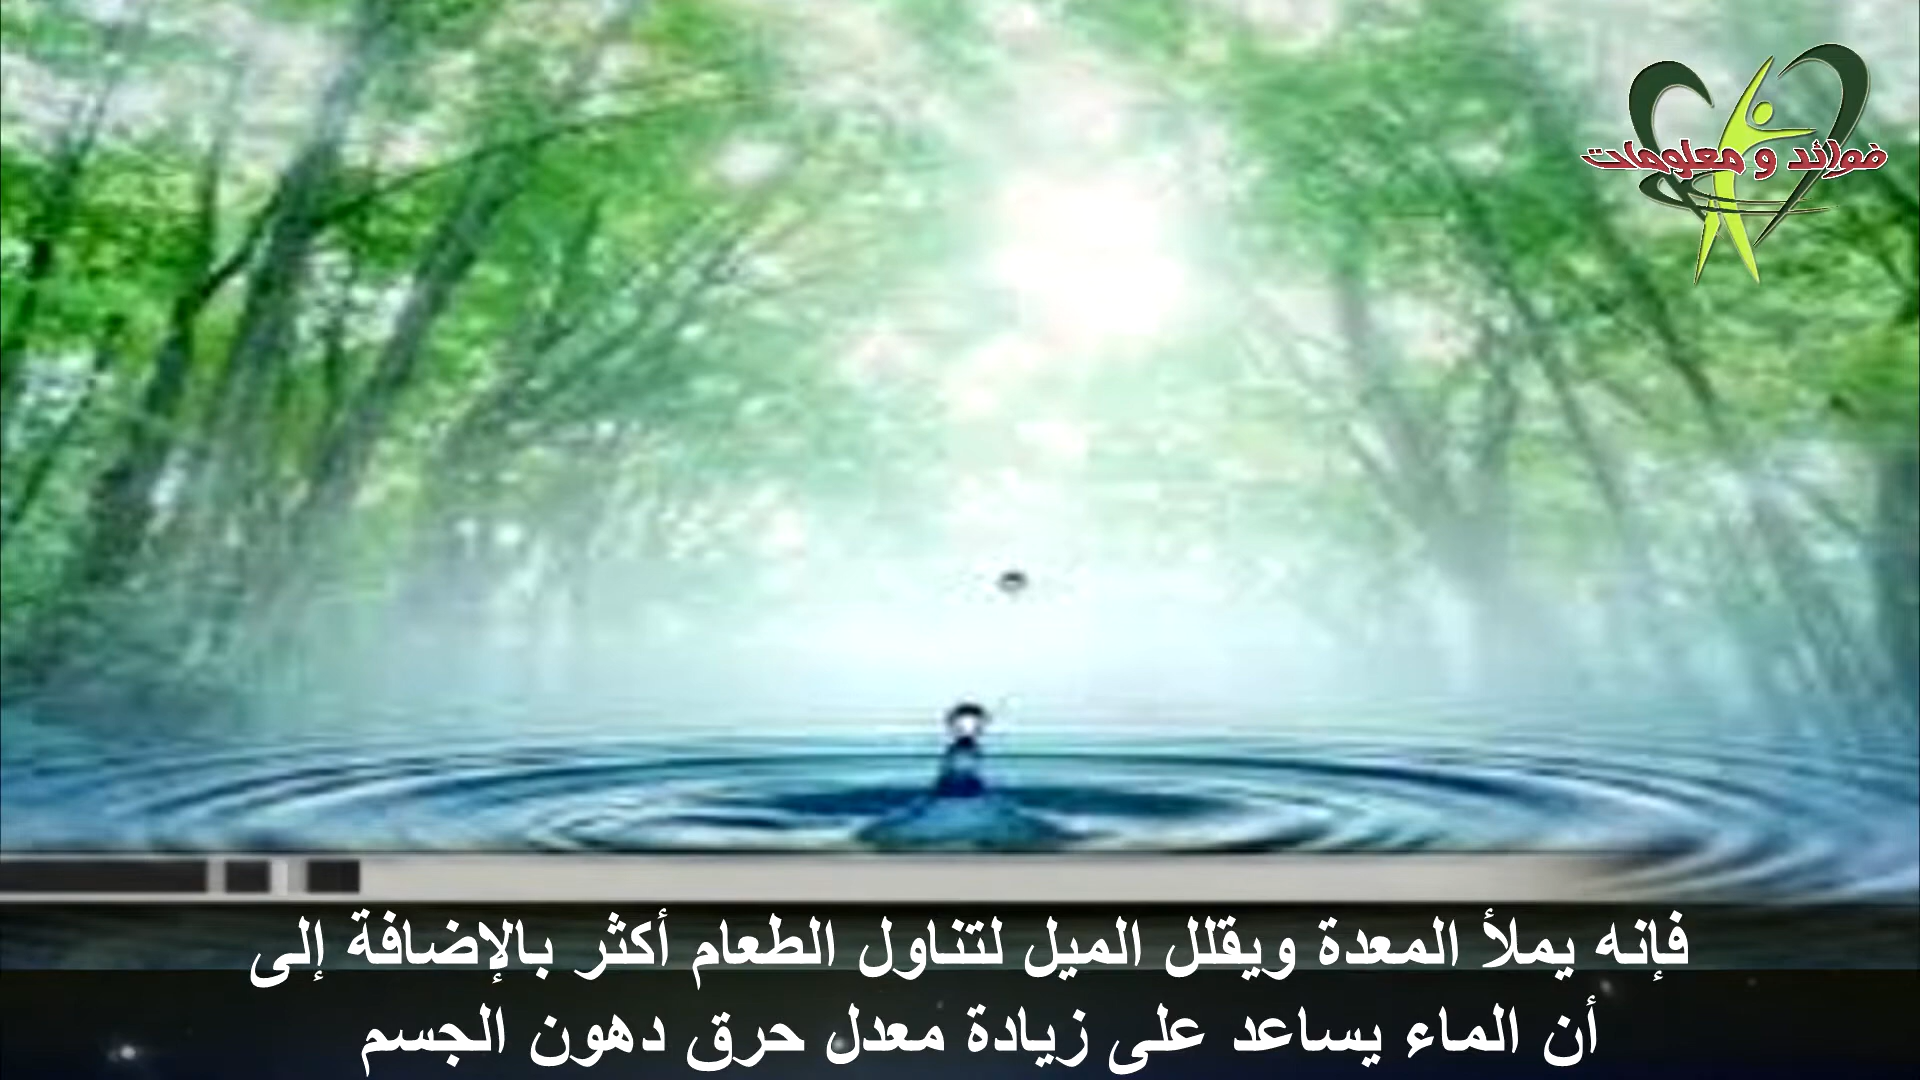 فوائد و معلومات
فإنه يملأ المعدة ويقلل الميل لتناول الطعام أكثر بالإضافة إلى
أن الماء يساعد على زيادة معدل حرق دهون الجسم